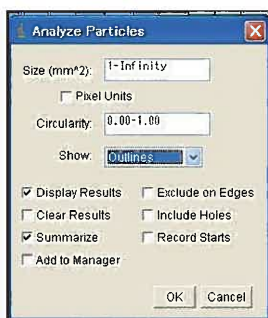 Analyze Particles
Size (mm^2): 1-Infinity
Pixel Units
Circularity: 0.00-1.00
Show: Outlines
Display Results Exclude on Edges
Clear Results Include Holes
Summarize Record Starts
Add to Manager
OK Cancel